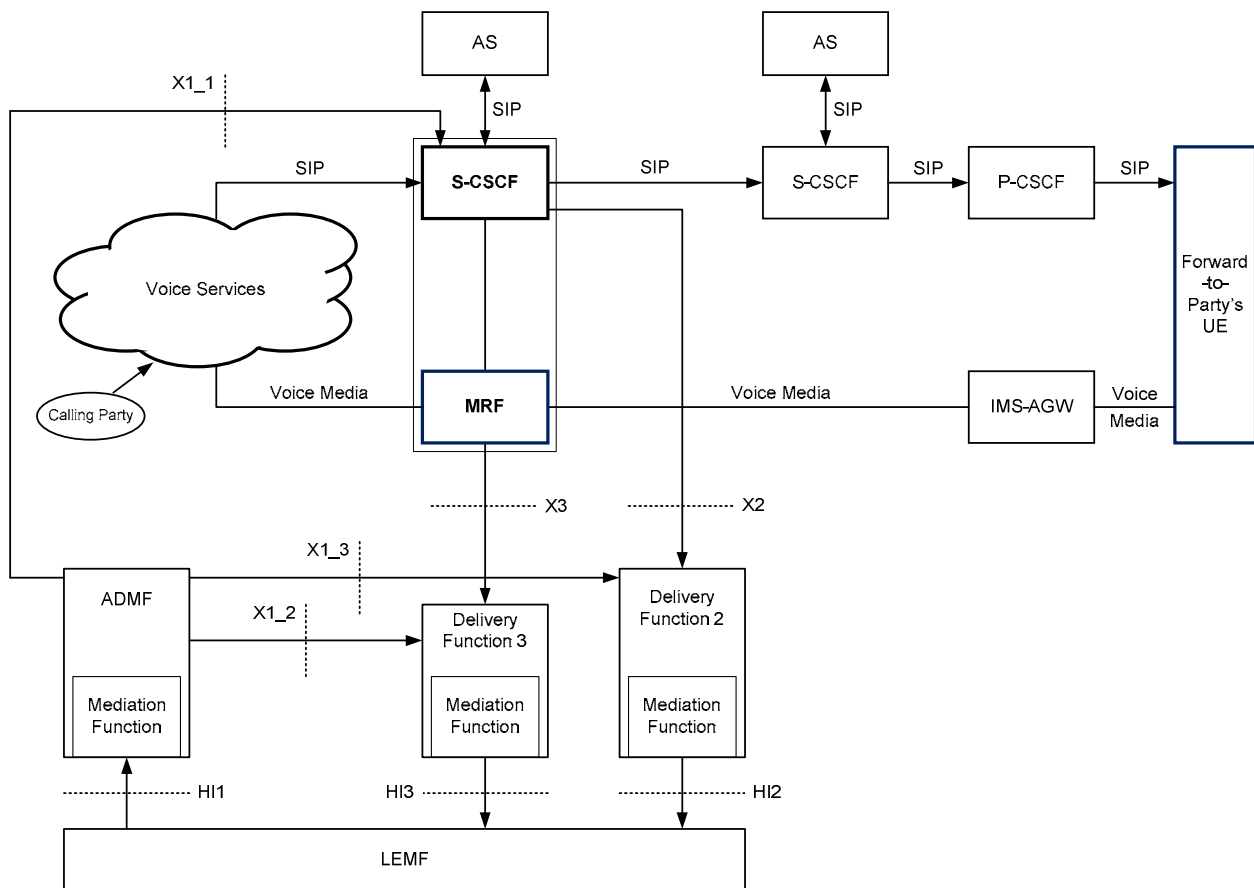 AS
AS
X1_1
SIP
SIP
SIP
S-CSCF
SIP
S-CSCF
SIP
P-CSCF
SIP
Forward
-to-
Party's
UE
Voice Services
Calling Party
Voice Media
MRF
Voice Media
IMS-AGW
Voice
Media
X3
X2
X1_3
ADMF
X1_2
Delivery
Function 3
Delivery
Function 2
Mediation
Function
Mediation
Function
Mediation
Function
HI1
HI3
HI2
LEMF